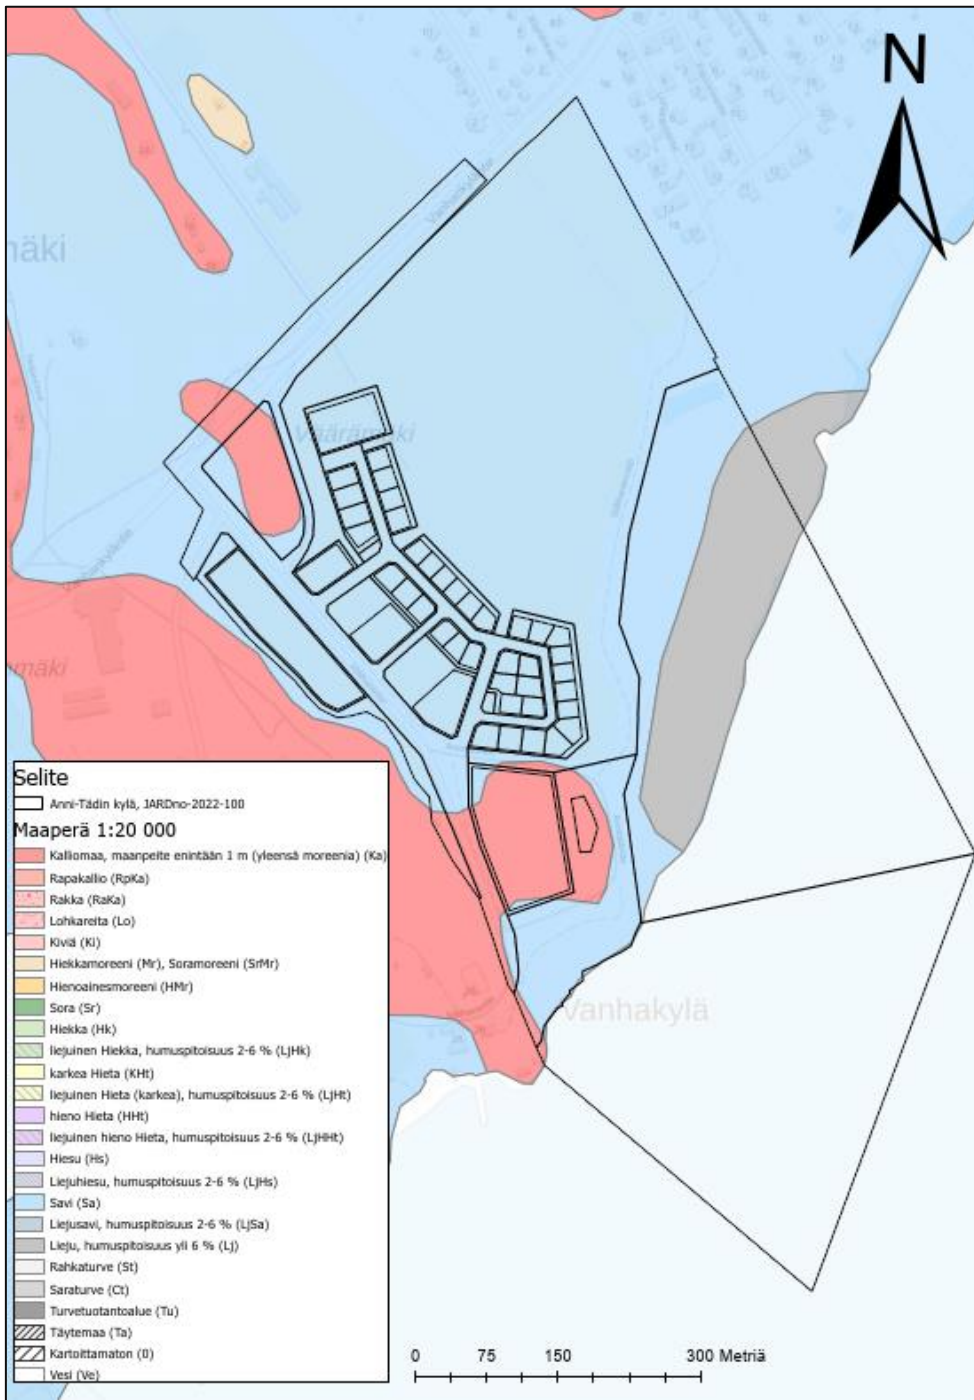 N
mäki
Vanhankyläntie
Väärämäki
Vanhankyläntie
mäki
Vanhakylä
Selite
Anni-Tädin kylä, JARDno-2022-100
Maaperä 1:20 000
Kalliomaa, maanpeite enintään 1 m (yleensä moreenia) (Ka)
Rapakallio (RpKa)
Rakka (RaKa)
Lohkareita (Lo)
Kiviä (Ki)
Hiekkamoreeni (Mr), Soramoreeni (SrMr)
Hienoainesmoreeni (HMr)
Sora (Sr)
Hiekka (Hk)
liejuinen Hiekka, humuspitoisuus 2-6 % (LjHk)
karkea Hieta (KHt)
liejuinen Hieta (karkea), humuspitoisuus 2-6 % (LjHt)
hieno Hieta (HHt)
liejuinen hieno Hieta, humuspitoisuus 2-6 % (LjHHt)
Hiesu (Hs)
Liejuhiesu, humuspitoisuus 2-6 % (LjHs)
Savi (Sa)
Liejusavi, humuspitoisuus 2-6 % (LjSa)
Lieju, humuspitoisuus yli 6 % (Lj)
Rahkaturve (St)
Saraturve (Ct)
Turvetuotantoalue (Tu)
Täytemaa (Ta)
Kartoittamaton (0)
Vesi (Ve)
0 75 150 300 Metriä